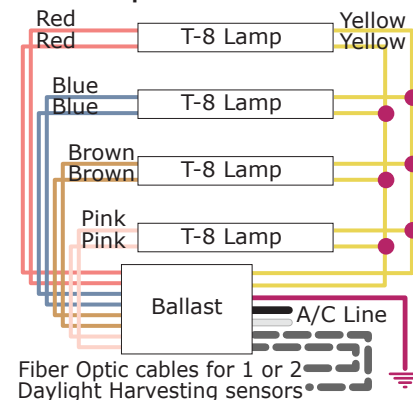 Red
Red
T-8 Lamp
Yellow
Yellow
Blue
Blue
T-8 Lamp
Brown
Brown
T-8 Lamp
Pink
Pink
T-8 Lamp
Ballast
A/C Line
Fiber Optic cables for 1 or 2
Daylight Harvesting sensors